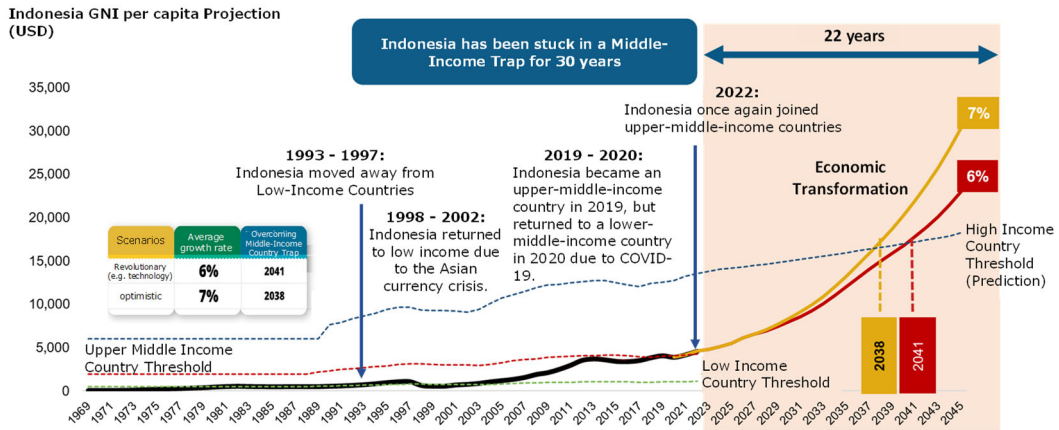 Indonesia GNI per capita Projection
(USD)
Indonesia has been stuck in a Middle-
Income Trap for 30 years
22 years
35,000
30,000
25,000
20,000
15,000
10,000
5,000
0
1993 - 1997:
Indonesia moved away from
Low-Income Countries
1998 - 2002:
Indonesia returned
to low income due
to the Asian
currency crisis.
2019 - 2020:
Indonesia became an
upper-middle-income
country in 2019, but
returned to a lower-
middle-income country
in 2020 due to COVID-
19.
2022:
Indonesia once again joined
upper-middle-income countries
Economic
Transformation
7%
6%
High Income
Country
Threshold
(Prediction)
Scenarios
Average
growth rate
Overcoming
Middle-Income
Country Trap
Revolutionary
(e.g. technology)
6%
2041
optimistic
7%
2038
Upper Middle Income
Country Threshold
Low Income
Country Threshold
2038
2041
1969
1971
1973
1975
1977
1979
1981
1983
1985
1987
1989
1991
1993
1995
1997
1999
2001
2003
2005
2007
2009
2011
2013
2015
2017
2019
2021
2023
2025
2027
2029
2031
2033
2035
2037
2039
2041
2043
2045